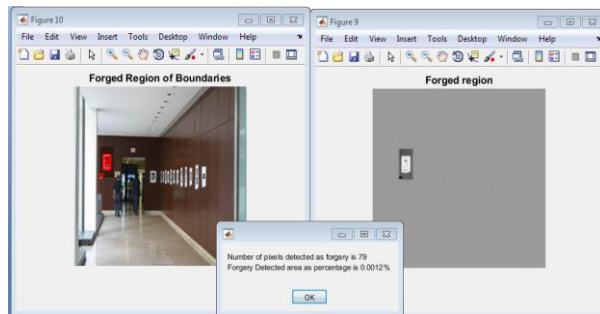 Figure 10
File Edit View Insert Tools Desktop Window Help
Forged Region of Boundaries
Figure 9
File Edit View Insert Tools Desktop Window Help
Forged region
Number of pixels detected as forgery is 79
Forgery Detected area as percentage is 0.0012%
OK